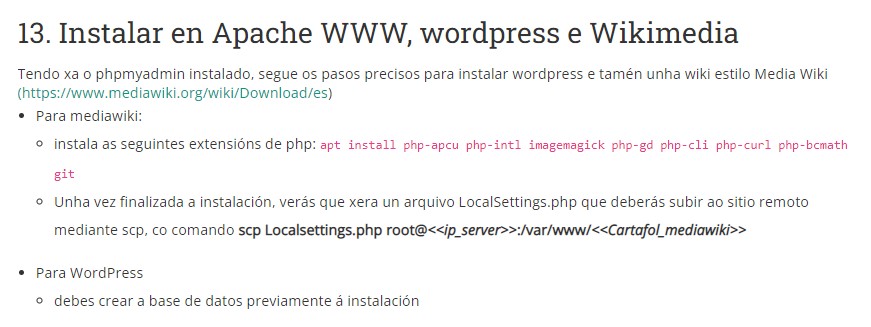 13. Instalar en Apache WWW, wordpress e Wikimedia
Tendo xa o phpmyadmin instalado, segue os pasos precisos para instalar wordpress e tamén unha wiki estilo Media Wiki
(https://www.mediawiki.org/wiki/Download/es)
• Para mediawiki:
◦ instala as seguintes extensións de php: apt install php-apcu php-intl imagemagick php-gd php-cli php-curl php-bcmath
git
◦ Unha vez finalizada a instalación, verás que xera un arquivo LocalSettings.php que deberás subir ao sitio remoto
mediante scp, co comando scp Localsettings.php root@<<ip_server>>:/var/www/<<Cartafol_mediawiki>>
• Para WordPress
◦ debes crear a base de datos previamente á instalación